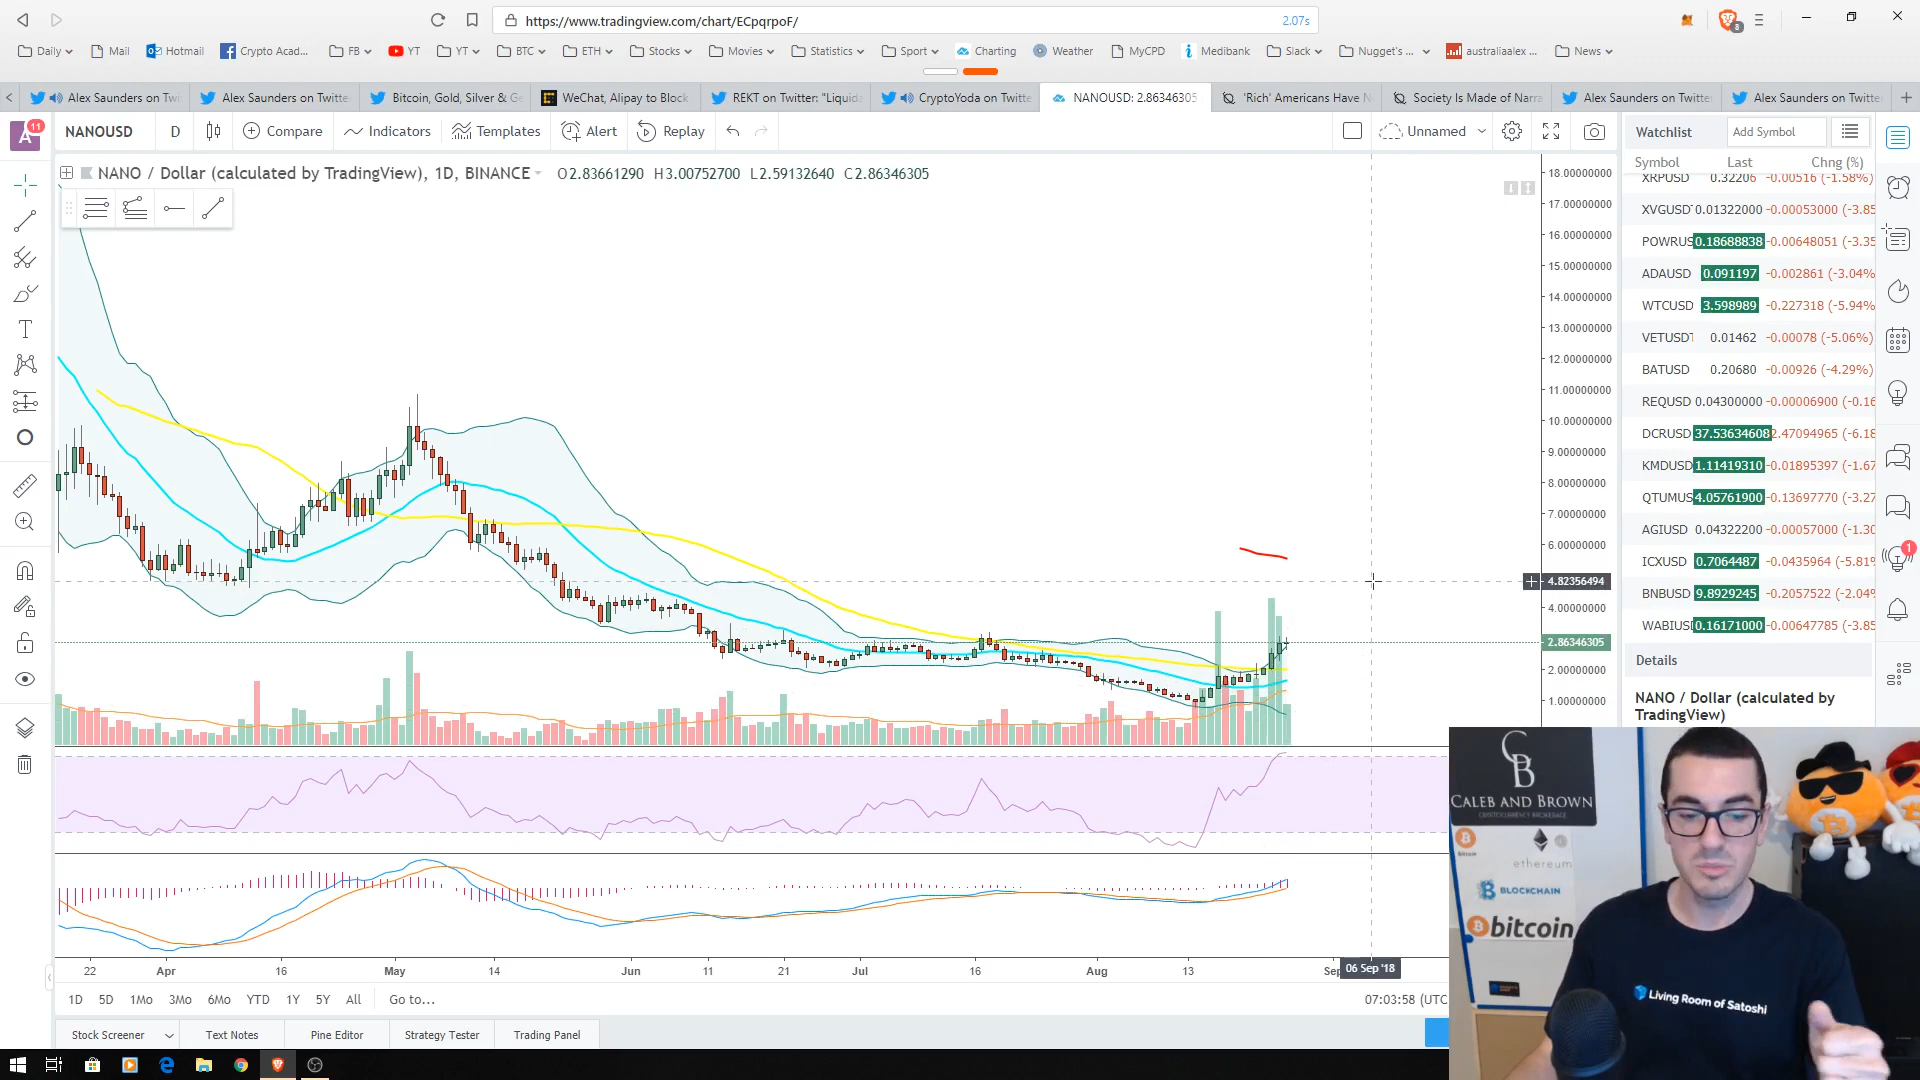 https://www.tradingview.com/chart/ECpqrpoF/
2.07s
8
Daily
Mail
Hotmail
Crypto Acad...
FB
YT
YT
BTC
ETH
Stocks
Movies
Statistics
Sport
Charting
Weather
MyCPD
Medibank
Slack
Nugget's ...
australiaalex ...
News
Alex Saunders on Twi
Alex Saunders on Twitte
Bitcoin, Gold, Silver & Ge
WeChat, Alipay to Block
REKT on Twitter: "Liquid
CryptoYoda on Twitte
NANOUSD: 2.86346305
'Rich' Americans Have N
Society Is Made of Narra
Alex Saunders on Twitte
Alex Saunders on Twitte
A
11
NANOUSD
D
Compare
Indicators
Templates
Alert
Replay
Unnamed
NANO / Dollar (calculated by TradingView), 1D, BINANCE
O2.83661290 H3.00752700 L2.59132640 C2.86346305
18.00000000
17.00000000
16.00000000
15.00000000
14.00000000
13.00000000
12.00000000
11.00000000
10.00000000
9.00000000
8.00000000
7.00000000
6.00000000
4.82356494
4.00000000
2.86346305
2.00000000
1.00000000
Watchlist
Add Symbol
Symbol Last Chng (%)
XRPUSD 0.32206 -0.00516 (-1.58%)
XVGUSD 0.01322000 -0.00053000 (-3.85
POWRUS 0.18688838 -0.00648051 (-3.35
ADAUSD 0.091197 -0.002861 (-3.04%)
WTCUSD 3.598989 -0.227318 (-5.94%)
VETUSDT 0.01462 -0.00078 (-5.06%)
BATUSD 0.20680 -0.00926 (-4.29%)
REQUSD 0.04300000 -0.00006900 (-0.16
DCRUSD 37.53634608 2.47094965 (-6.18
KMDUSD 1.11419310 -0.01895397 (-1.67
QTUMUS 4.05761900 -0.13697770 (-3.27
AGIUSD 0.04322200 -0.00057000 (-1.30
ICXUSD 0.7064487 -0.0435964 (-5.81%
BNBUSD 9.8929245 -0.2057522 (-2.04%
WABIUSD 0.16171000 -0.00647785 (-3.85
1
Details
NANO / Dollar (calculated by
TradingView)
22 Apr 16 May 14 Jun 11 21 Jul 16 Aug 13 Sep
06 Sep '18
1D 5D 1Mo 3Mo 6Mo YTD 1Y 5Y All Go to...
07:03:58 (UTC
Stock Screener
Text Notes
Pine Editor
Strategy Tester
Trading Panel
CB
CALEB AND BROWN
CRYPTOCURRENCY BROKERAGE
bitcoin
ethereum
BLOCKCHAIN
bitcoin
Living Room of Satoshi